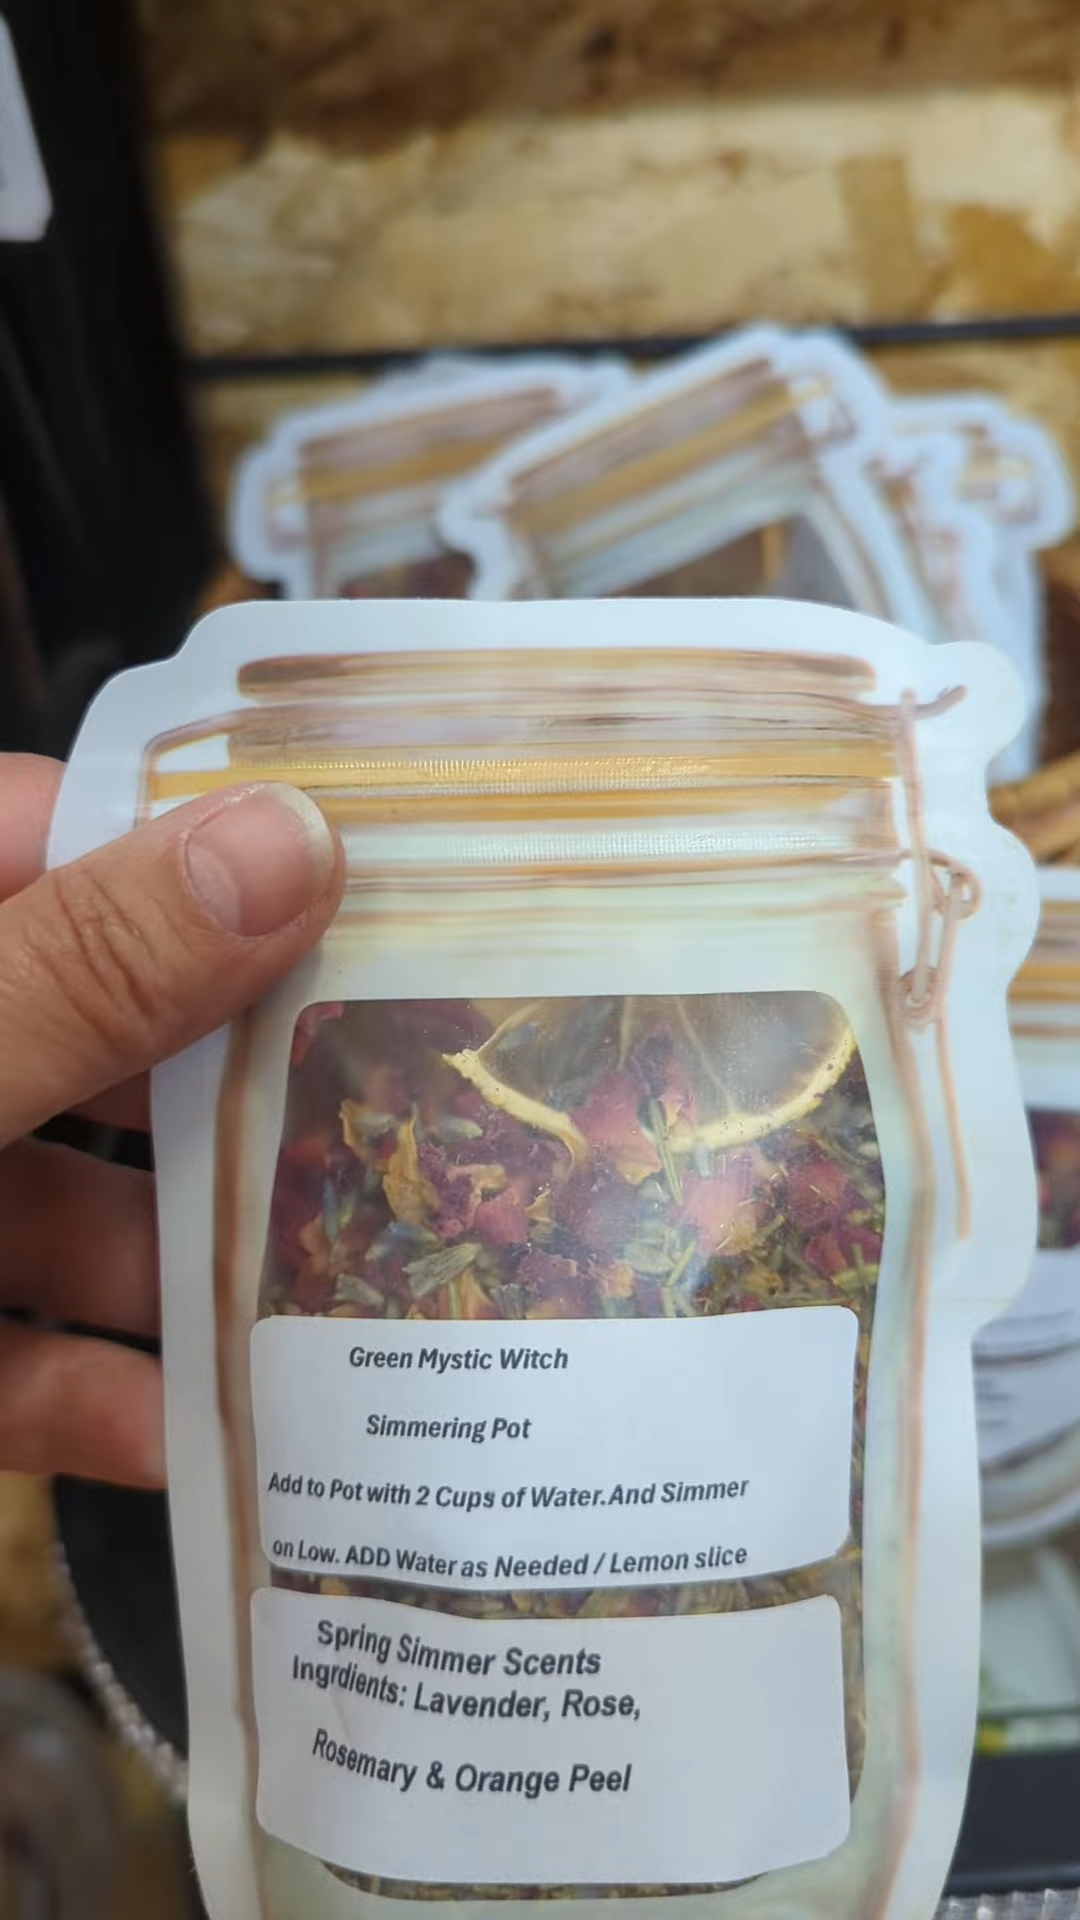 Green Mystic Witch
Simmering Pot
Add to Pot with 2 Cups of Water.And Simmer
on Low. ADD Water as Needed / Lemon slice
Spring Simmer Scents
Ingrdients: Lavender, Rose,
Rosemary & Orange Peel